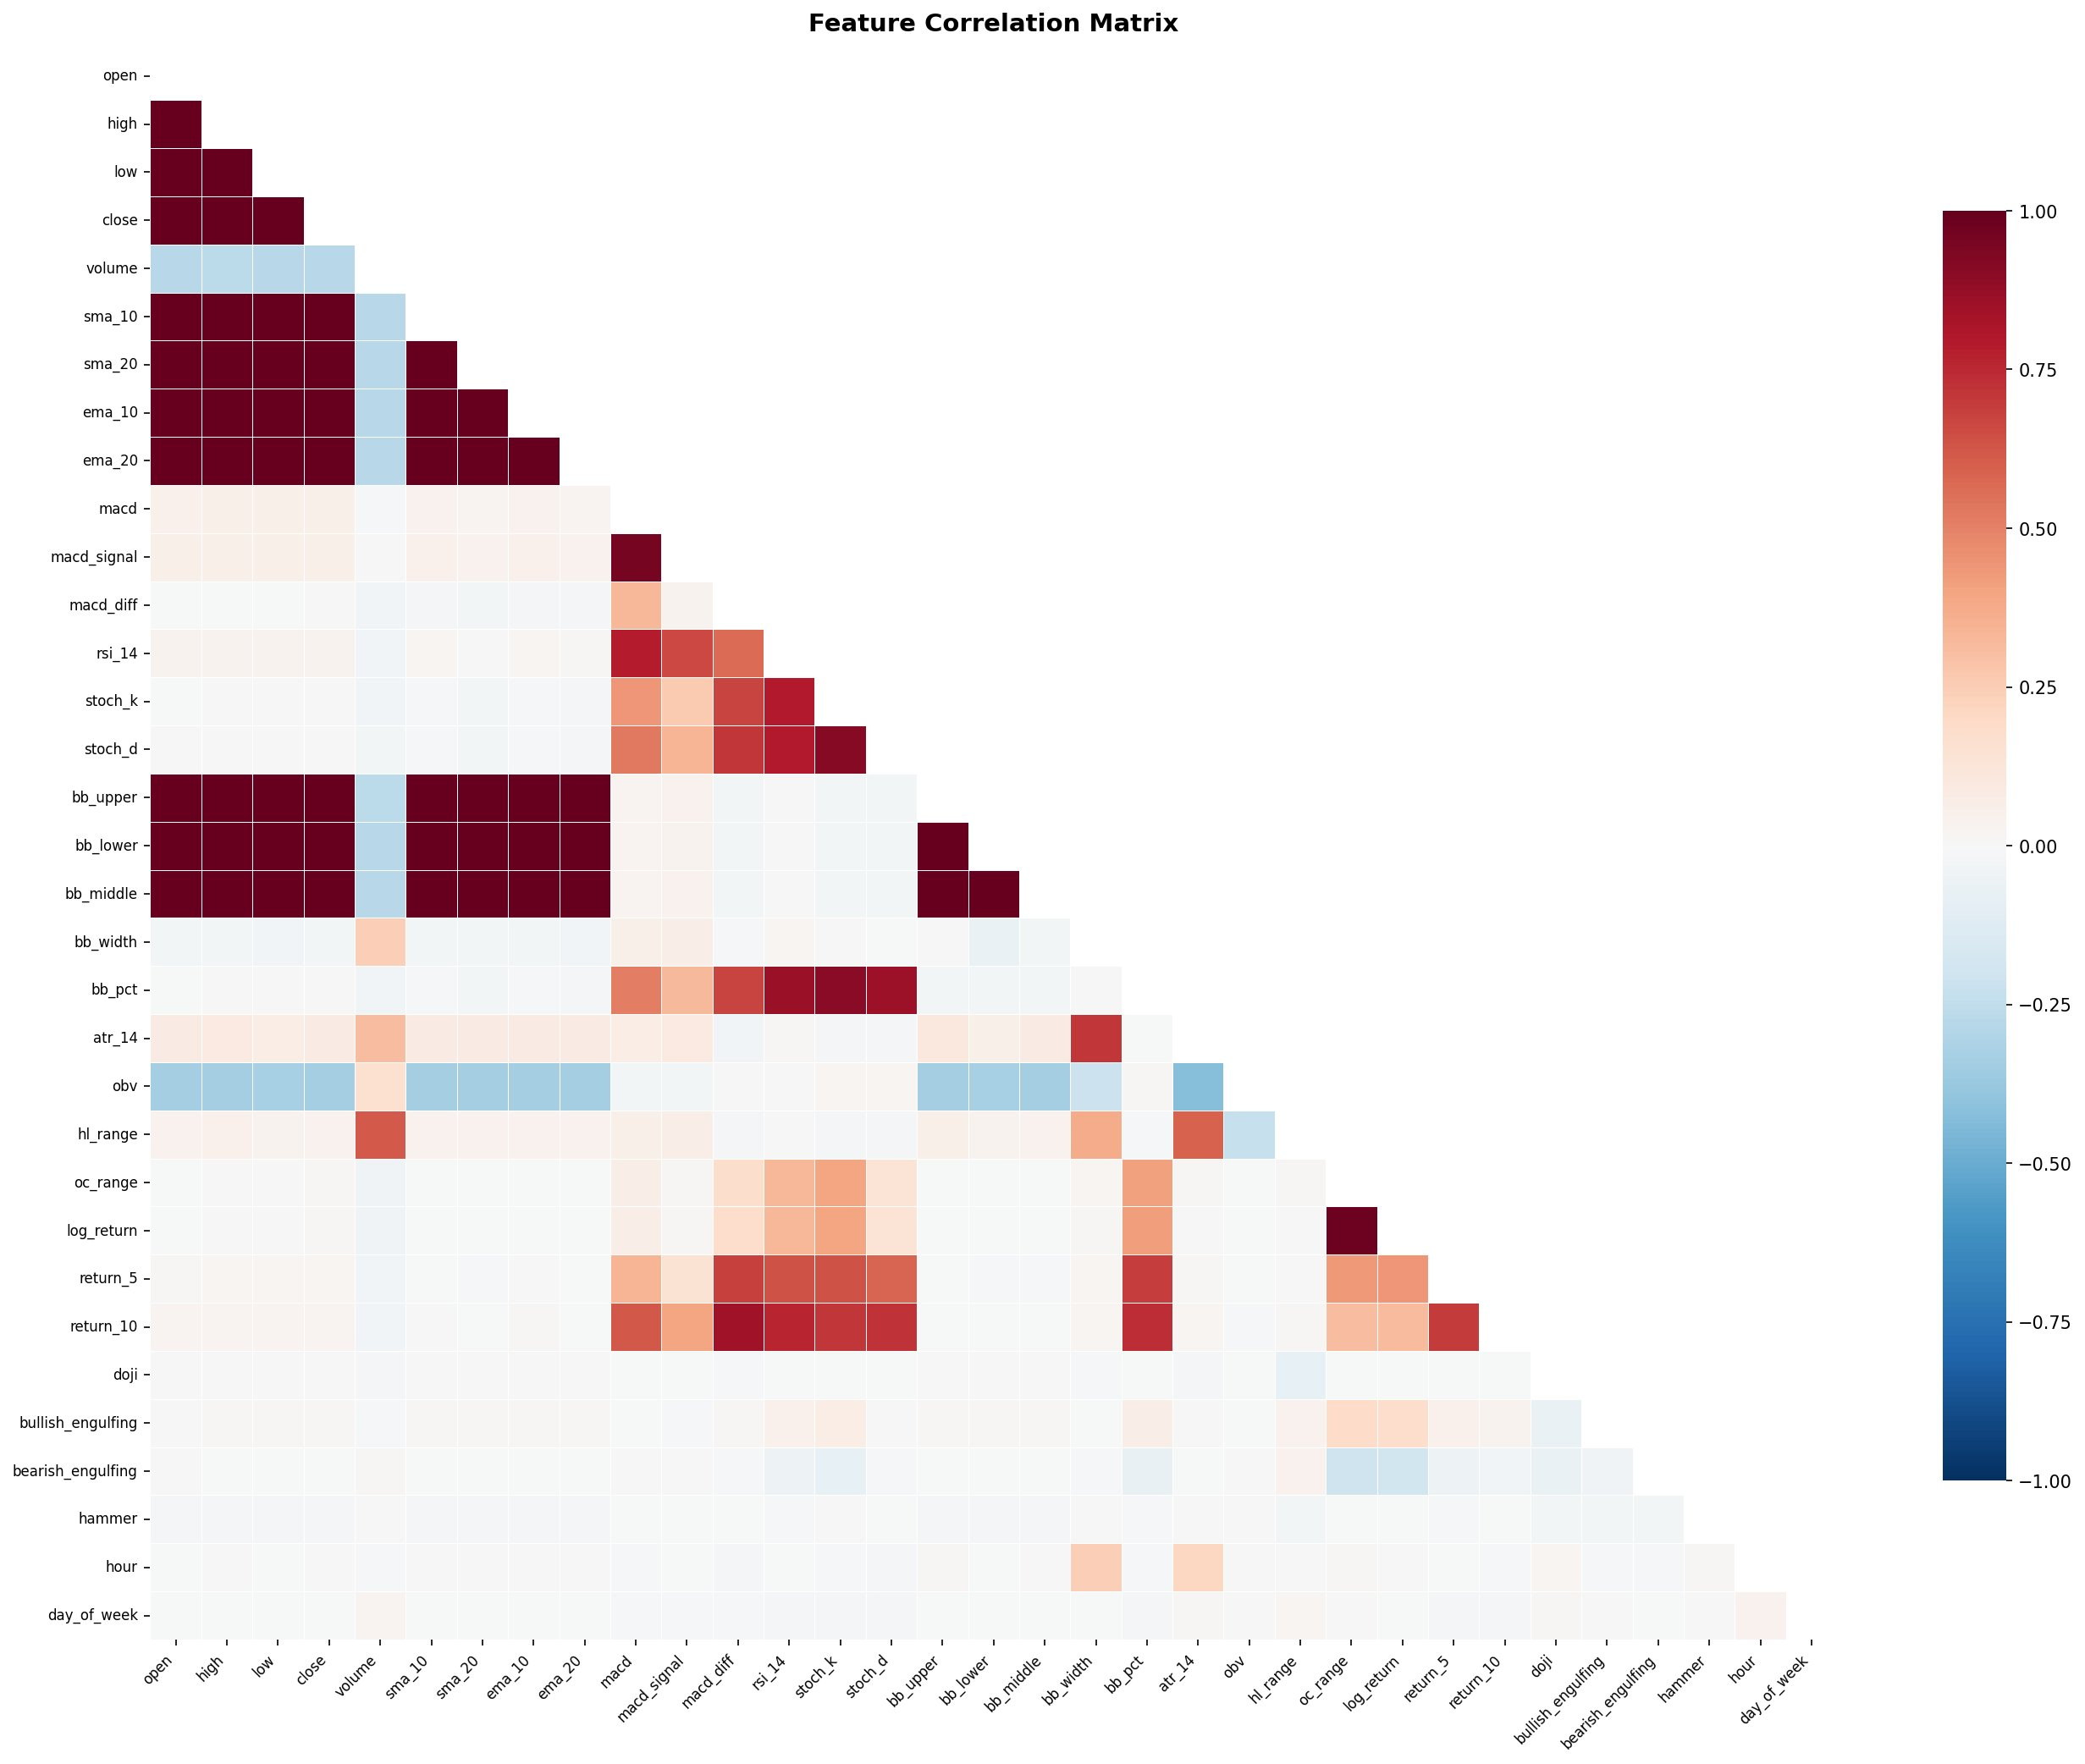 Feature Correlation Matrix
open
high
low
close
volume
sma_10
sma_20
ema_10
ema_20
macd
macd_signal
macd_diff
rsi_14
stoch_k
stoch_d
bb_upper
bb_lower
bb_middle
bb_width
bb_pct
atr_14
obv
hl_range
oc_range
log_return
return_5
return_10
doji
bullish_engulfing
bearish_engulfing
hammer
hour
day_of_week
open
high
low
close
volume
sma_10
sma_20
ema_10
ema_20
macd
macd_signal
macd_diff
rsi_14
stoch_k
stoch_d
bb_upper
bb_lower
bb_middle
bb_width
bb_pct
atr_14
obv
hl_range
oc_range
log_return
return_5
return_10
doji
bullish_engulfing
bearish_engulfing
hammer
hour
day_of_week
1.00
0.75
0.50
0.25
0.00
−0.25
−0.50
−0.75
−1.00